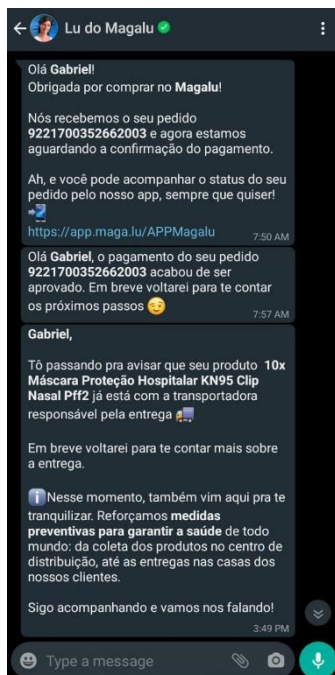 Lu do Magalu
Olá Gabriel!
Obrigada por comprar no Magalu!
Nós recebemos o seu pedido
9221700352662003 e agora estamos
aguardando a confirmação do pagamento.
Ah, e você pode acompanhar o status do seu
pedido pelo nosso app, sempre que quiser!
https://app.maga.lu/APPMagalu
7:50 AM
Olá Gabriel, o pagamento do seu pedido
9221700352662003 acabou de ser
aprovado. Em breve voltarei para te contar
os próximos passos
7:57 AM
Gabriel,
Tô passando pra avisar que seu produto 10x
Máscara Proteção Hospitalar KN95 Clip
Nasal Pff2 já está com a transportadora
responsável pela entrega
Em breve voltarei para te contar mais sobre
a entrega.
Nesse momento, também vim aqui pra te
tranquilizar. Reforçamos medidas
preventivas para garantir a saúde de todo
mundo: da coleta dos produtos no centro de
distribuição, até as entregas nas casas dos
nossos clientes.
Sigo acompanhando e vamos nos falando!
3:49 PM
Type a message